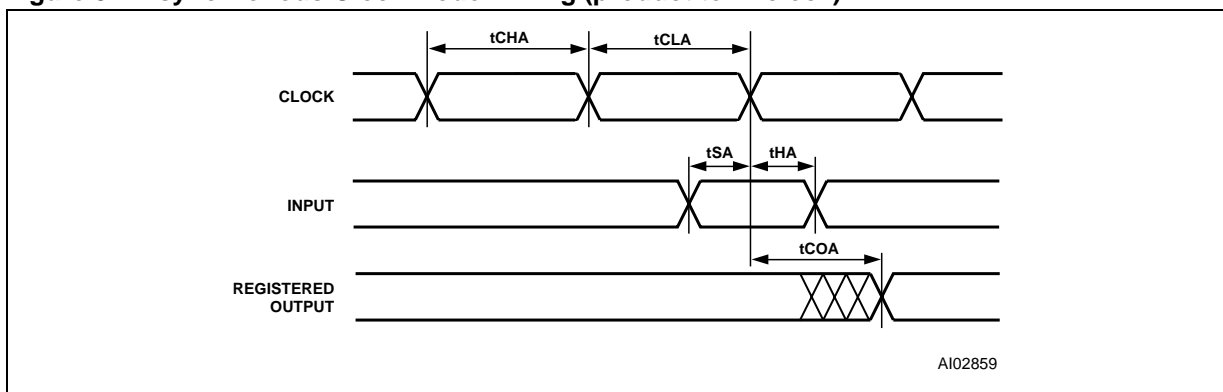 tCHA
tCLA
CLOCK
tSA
tHA
INPUT
tCOA
REGISTERED
OUTPUT
AI02859